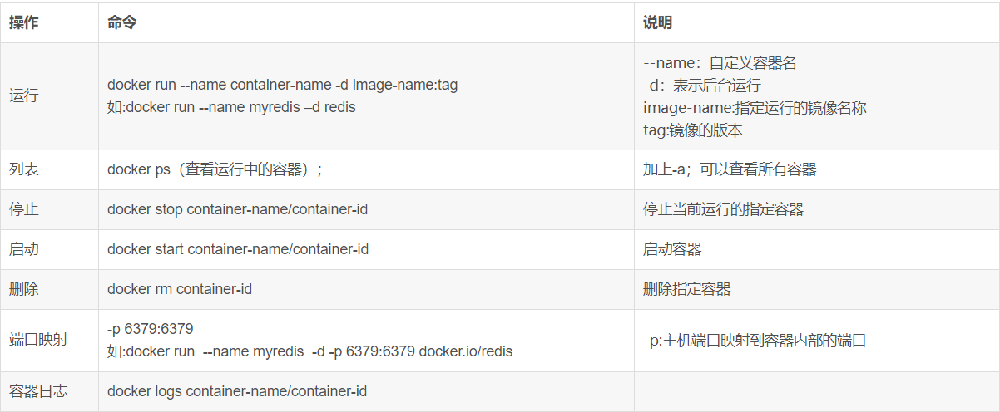 操作 命令 说明
运行
docker run --name container-name -d image-name:tag
如:docker run --name myredis –d redis
--name：自定义容器名
-d：表示后台运行
image-name:指定运行的镜像名称
tag:镜像的版本
列表 docker ps（查看运行中的容器）; 加上-a；可以查看所有容器
停止 docker stop container-name/container-id 停止当前运行的指定容器
启动 docker start container-name/container-id 启动容器
删除 docker rm container-id 删除指定容器
端口映射
-p 6379:6379
如:docker run  --name myredis  -d -p 6379:6379 docker.io/redis
-p:主机端口映射到容器内部的端口
容器日志 docker logs container-name/container-id